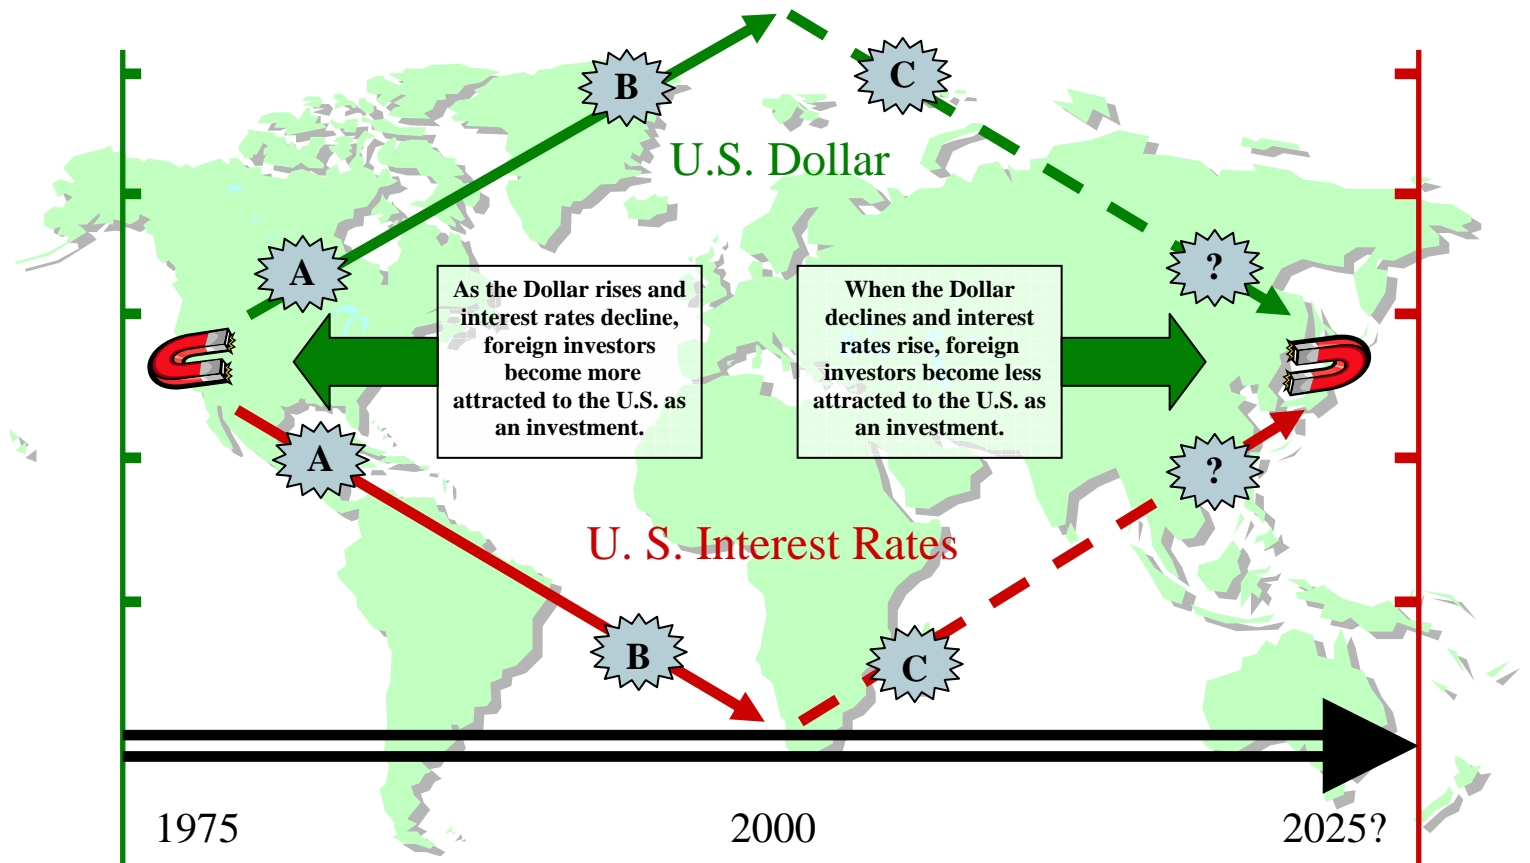 B
C
U.S. Dollar
A
?
As the Dollar rises and
interest rates decline,
foreign investors
become more
attracted to the U.S. as
an investment.
When the Dollar
declines and interest
rates rise, foreign
investors become less
attracted to the U.S. as
an investment.
A
?
U. S. Interest Rates
B
C
1975
2000
2025?